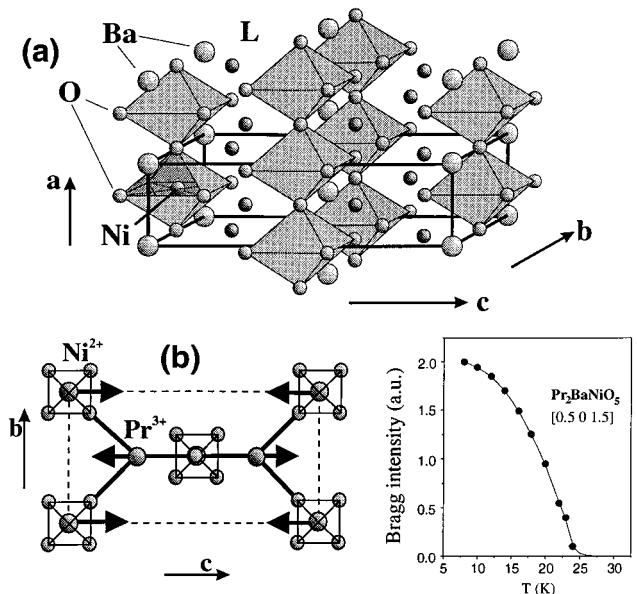 (a)
Ba
L
O
a
Ni
b
c
(b)
Ni²⁺
Pr³⁺
b
c
Bragg intensity (a.u.)
2.0
1.5
1.0
0.5
0.0
Pr₂BaNiO₅
[0.5 0 1.5]
5 10 15 20 25 30
T (K)